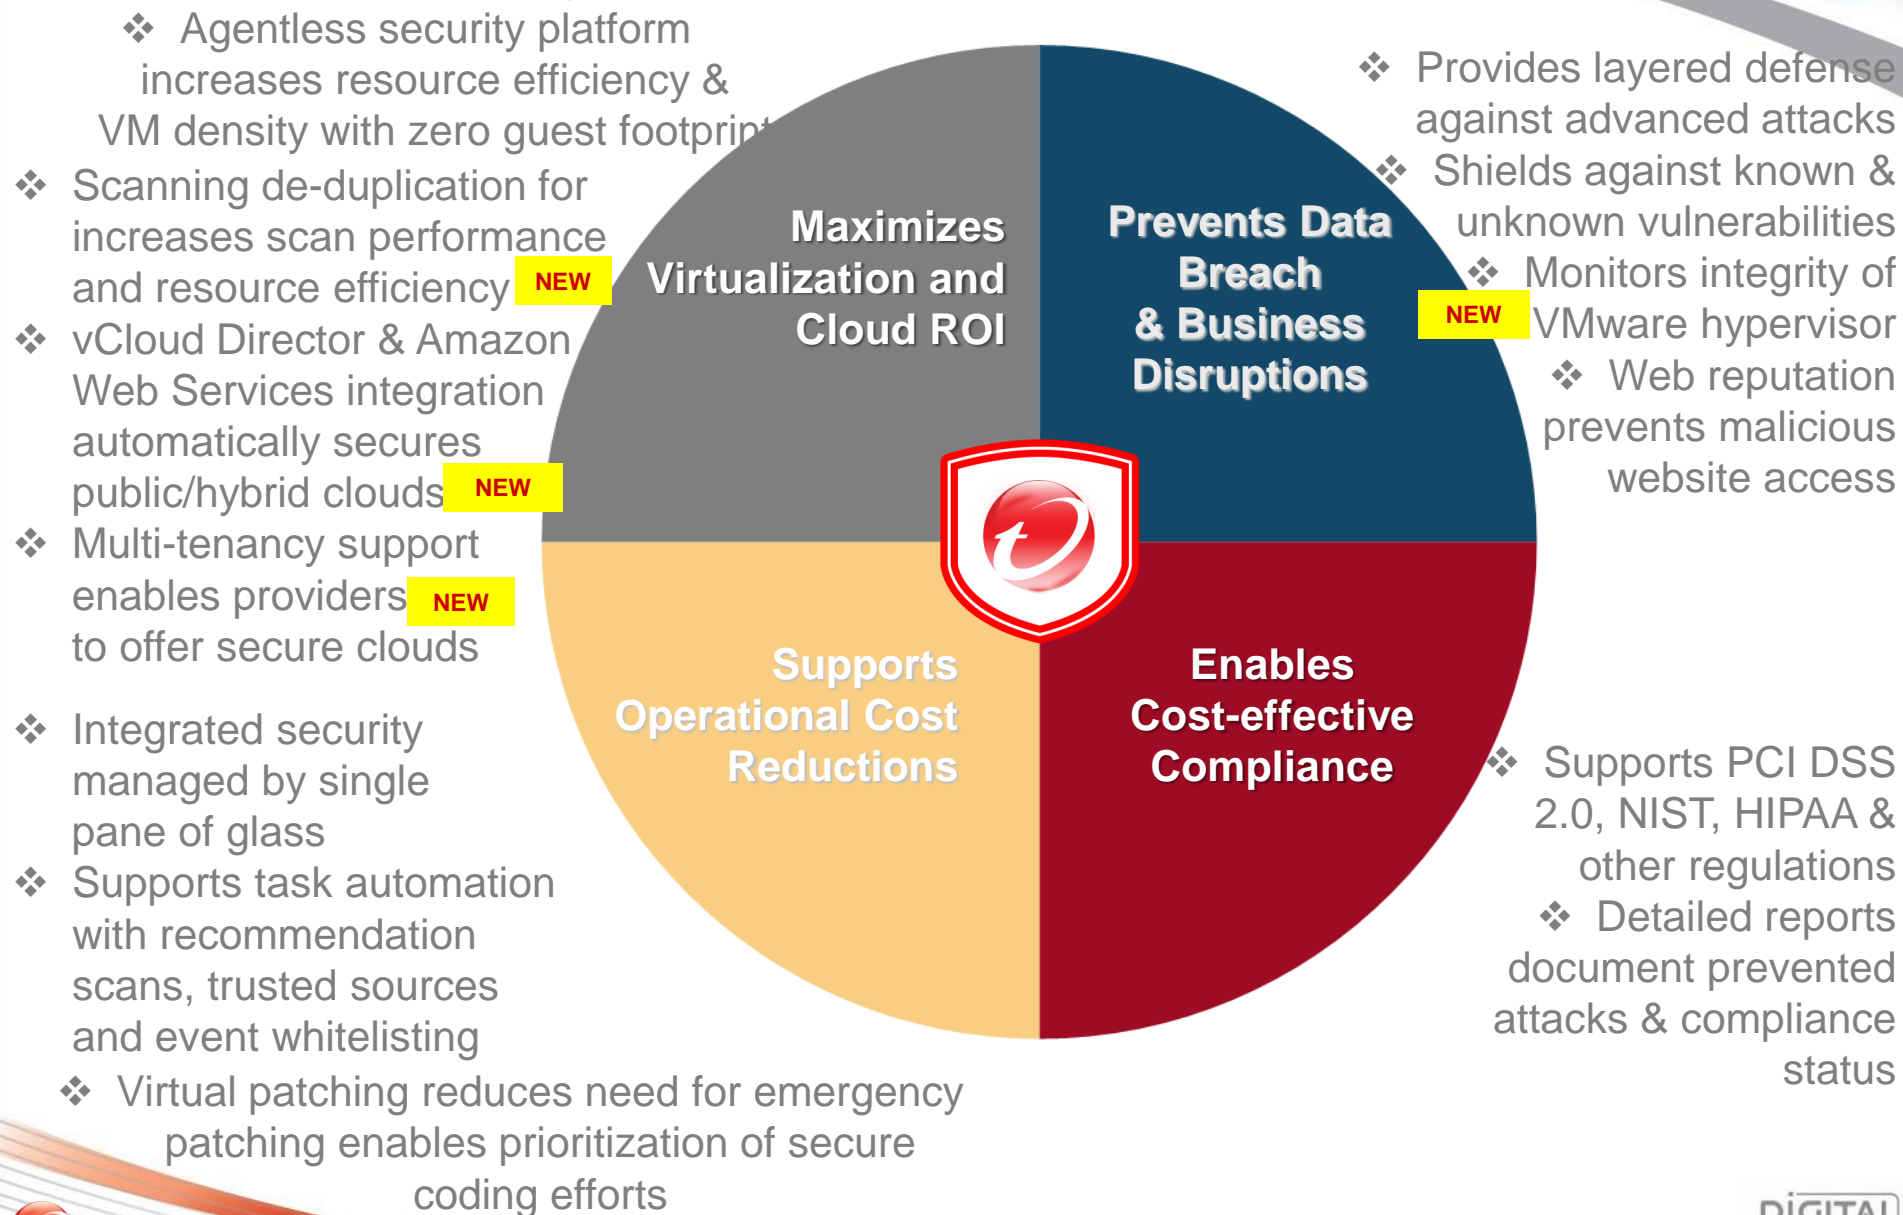 ❖ Agentless security platform
increases resource efficiency &
VM density with zero guest footprint
❖ Scanning de-duplication for
increases scan performance
and resource efficiency NEW
❖ vCloud Director & Amazon
Web Services integration
automatically secures
public/hybrid clouds NEW
❖ Multi-tenancy support
enables providers NEW
to offer secure clouds
Maximizes
Virtualization and
Cloud ROI
Prevents Data
Breach
& Business
Disruptions
❖ Provides layered defense
against advanced attacks
❖ Shields against known &
unknown vulnerabilities
❖ Monitors integrity of
NEW VMware hypervisor
❖ Web reputation
prevents malicious
website access
❖ Integrated security
managed by single
pane of glass
❖ Supports task automation
with recommendation
scans, trusted sources
and event whitelisting
❖ Virtual patching reduces need for emergency
patching enables prioritization of secure
coding efforts
Supports
Operational Cost
Reductions
Enables
Cost-effective
Compliance
❖ Supports PCI DSS
2.0, NIST, HIPAA &
other regulations
❖ Detailed reports
document prevented
attacks & compliance
status
DIGITAL